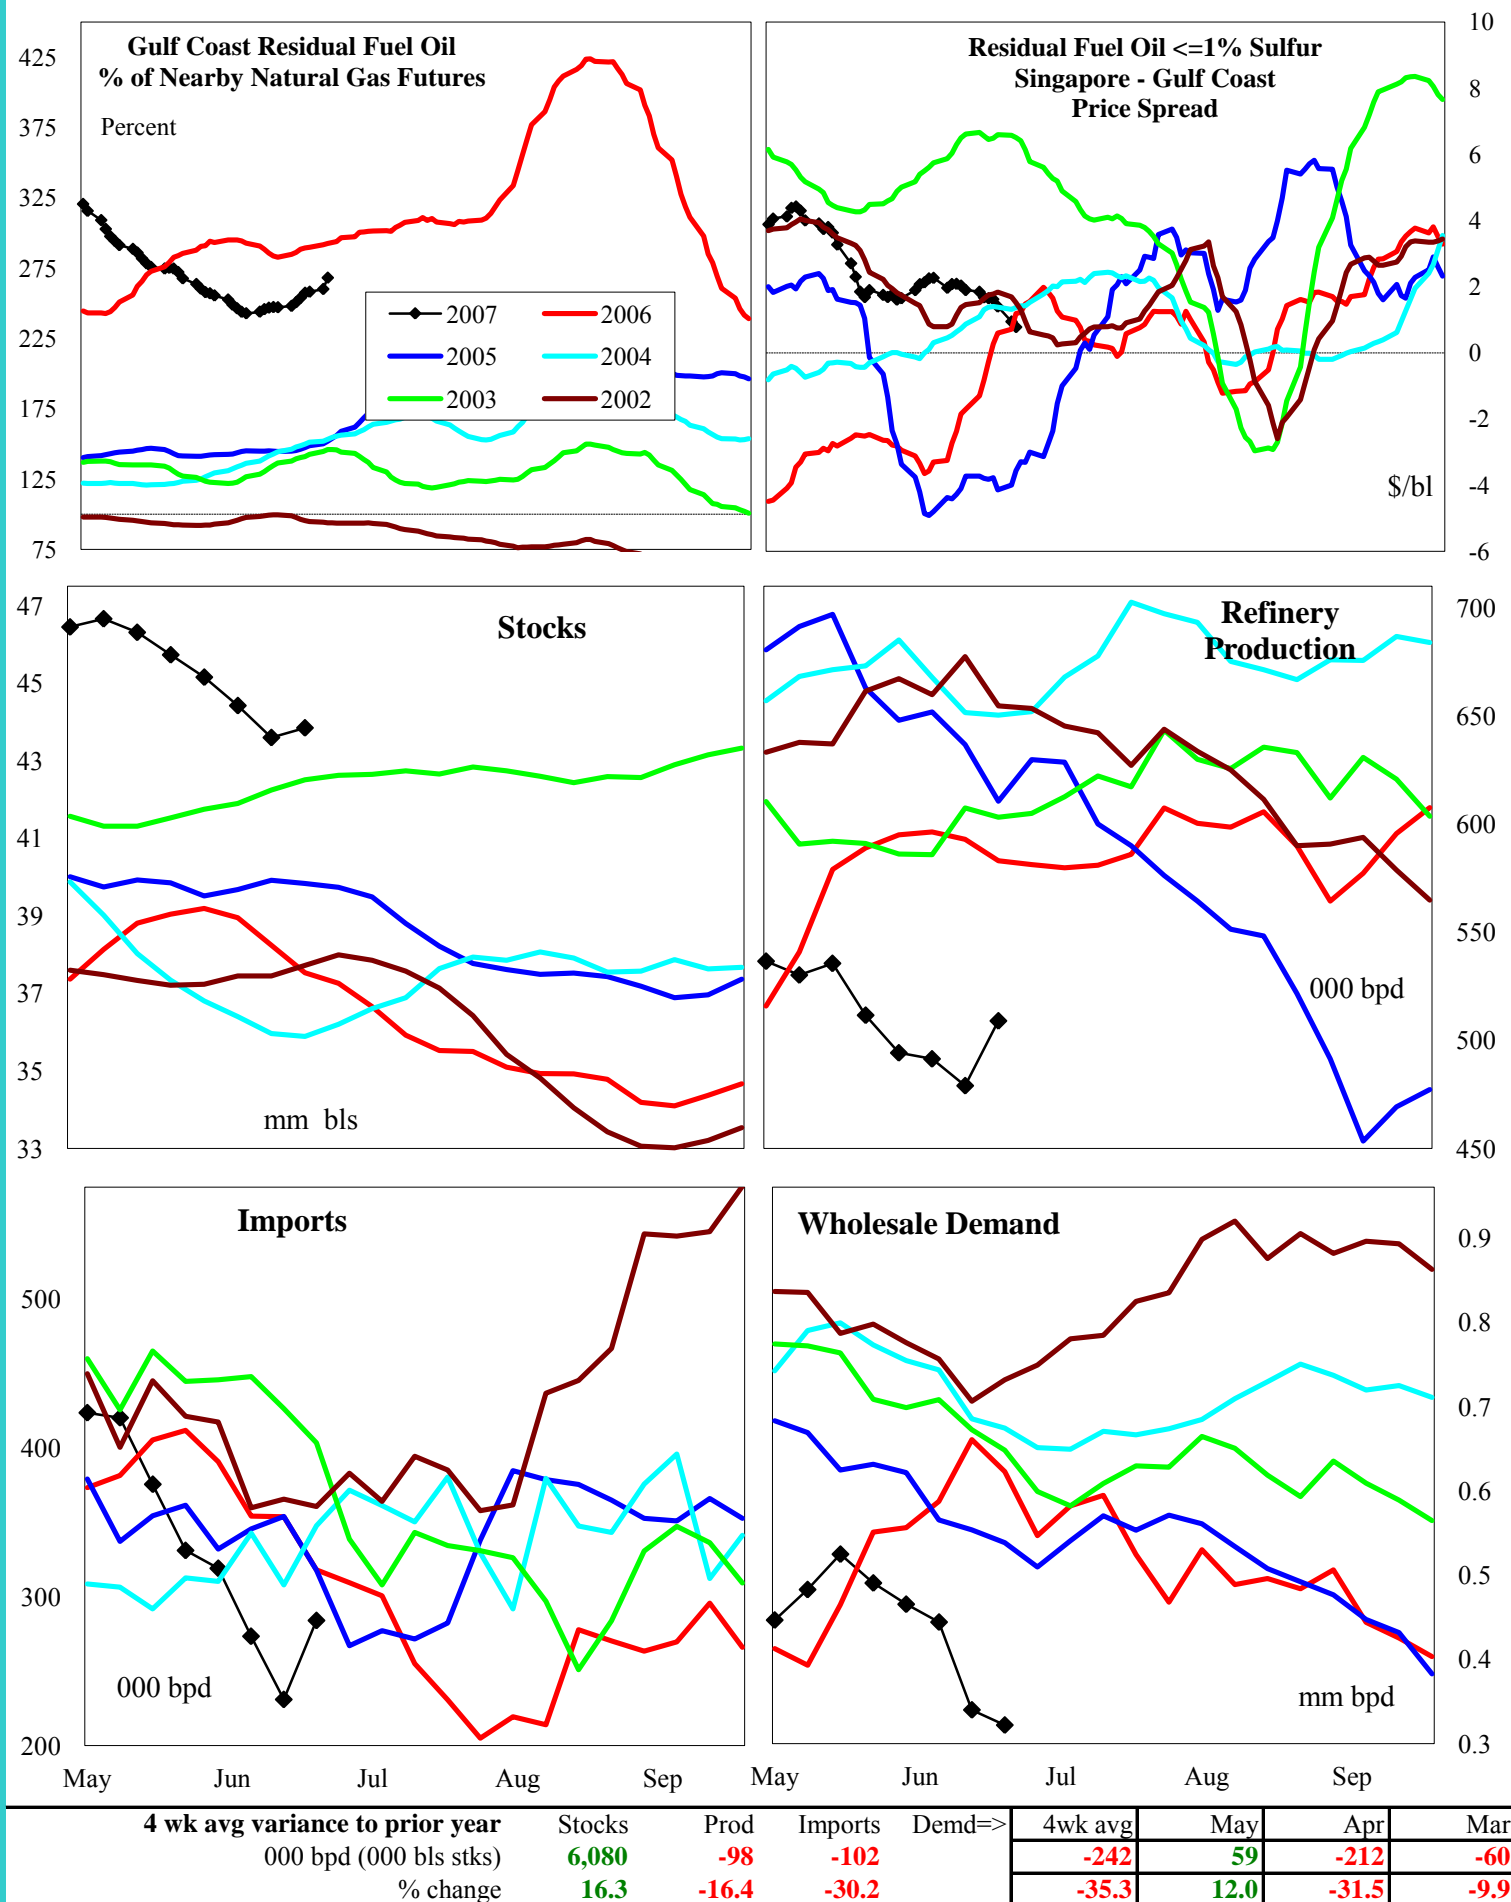 Gulf Coast Residual Fuel Oil
% of Nearby Natural Gas Futures
Percent
425
375
325
275
225
175
125
75
2007
2006
2005
2004
2003
2002
Residual Fuel Oil <=1% Sulfur
Singapore - Gulf Coast
Price Spread
10
8
6
4
2
0
-2
-4
-6
$/bl
Stocks
47
45
43
41
39
37
35
33
mm bls
Refinery
Production
700
650
600
550
500
450
000 bpd
Imports
500
400
300
200
000 bpd
May Jun Jul Aug Sep
Wholesale Demand
0.9
0.8
0.7
0.6
0.5
0.4
0.3
mm bpd
May Jun Jul Aug Sep
4 wk avg variance to prior year Stocks Prod Imports Demd=> 4wk avg May Apr Mar
000 bpd (000 bls stks) 6,080 -98 -102 -242 59 -212 -60
% change 16.3 -16.4 -30.2 -35.3 12.0 -31.5 -9.9